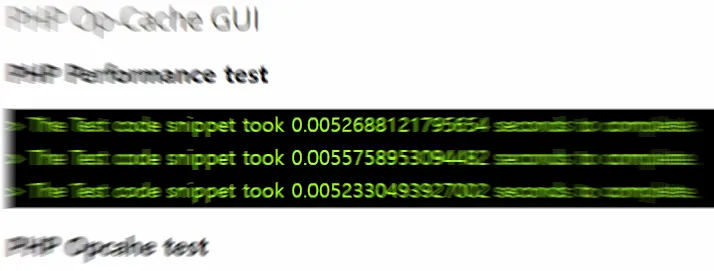 PHP Op-Cache GUI
PHP Performance test
>> The Test code snippet took 0.0052688121795654 seconds to complete.
>> The Test code snippet took 0.0055758953094482 seconds to complete.
>> The Test code snippet took 0.0052330493927002 seconds to complete.
PHP Opcahe test